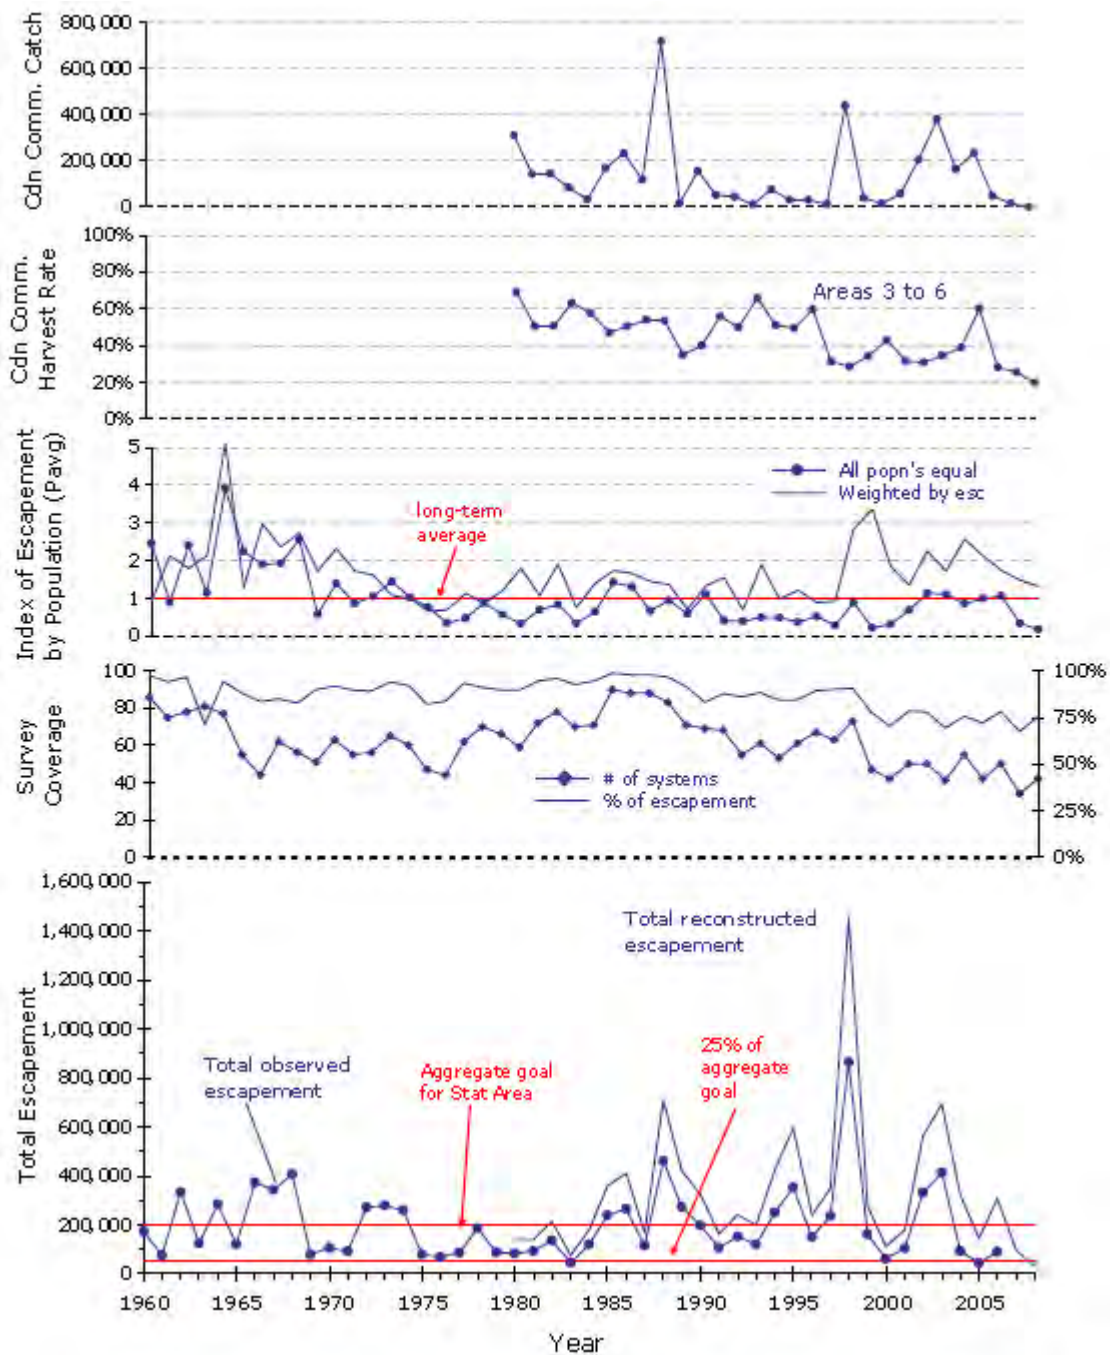 Cdn Comm. Catch
800,000
600,000
400,000
200,000
0
Cdn Comm.
Harvest Rate
100%
80%
60%
40%
20%
0%
Areas 3 to 6
Index of Escapement
by Population (Pavg)
5
4
3
2
1
0
All popn's equal
Weighted by esc
long-term
average
Survey
Coverage
100
80
60
40
20
0
100%
75%
50%
25%
0%
# of systems
% of escapement
Total Escapement
1,600,000
1,400,000
1,200,000
1,000,000
800,000
600,000
400,000
200,000
0
Total reconstructed
escapement
Total observed
escapement
Aggregate goal
for Stat Area
25% of
aggregate
goal
1960
1965
1970
1975
1980
1985
1990
1995
2000
2005
Year